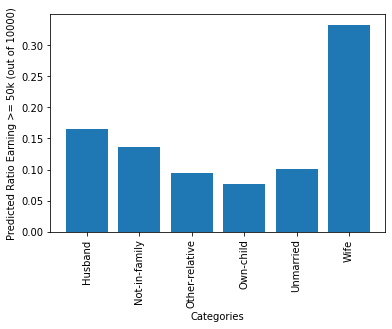 Predicted Ratio Earning >= 50k (out of 10000)
0.30
0.25
0.20
0.15
0.10
0.05
0.00
Husband
Not-in-family
Other-relative
Own-child
Unmarried
Wife
Categories